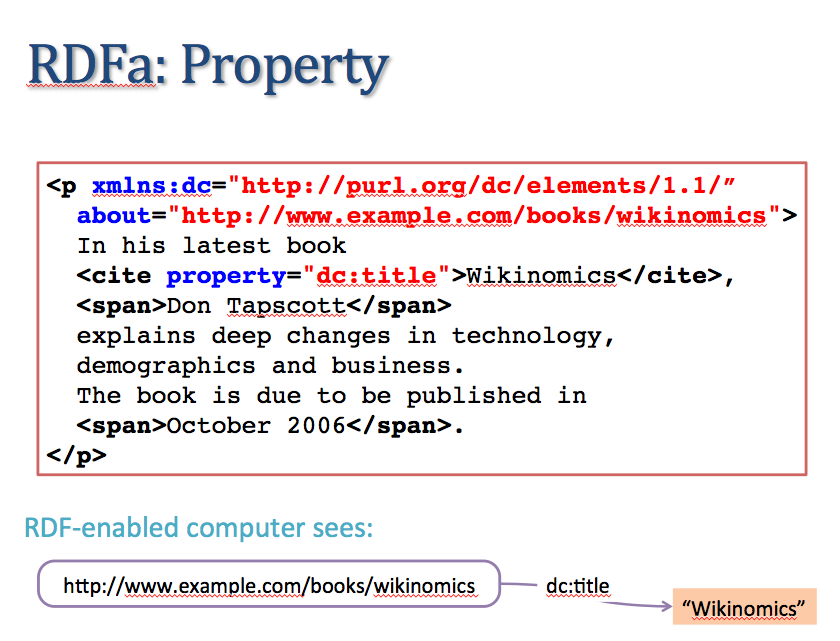 RDFa: Property
<p xmlns:dc="http://purl.org/dc/elements/1.1/”
about="http://www.example.com/books/wikinomics">
In his latest book
<cite property="dc:title">Wikinomics</cite>,
<span>Don Tapscott</span>
explains deep changes in technology,
demographics and business.
The book is due to be published in
<span>October 2006</span>.
</p>
RDF-enabled computer sees:
http://www.example.com/books/wikinomics dc:title
“Wikinomics”